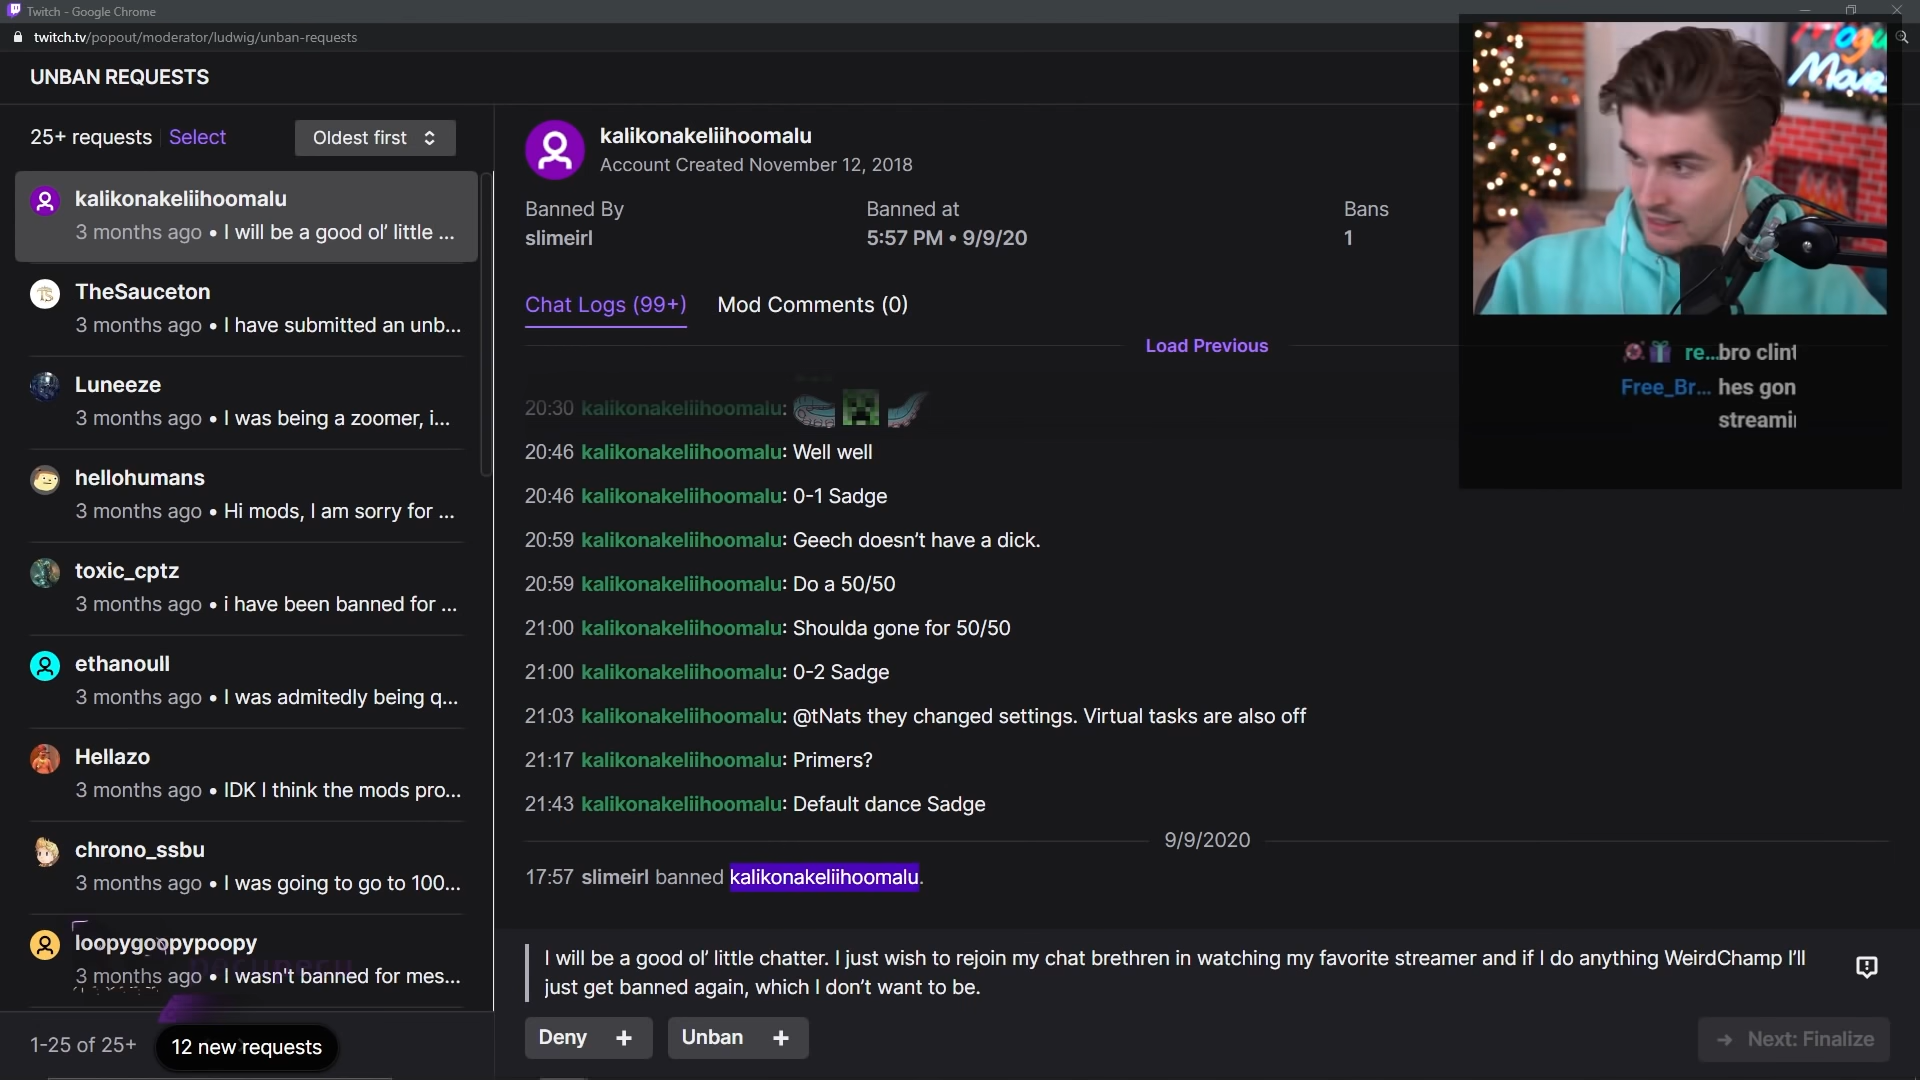 Twitch - Google Chrome
twitch.tv/popout/moderator/ludwig/unban-requests
UNBAN REQUESTS
25+ requests Select Oldest first
kalikonakeliihoomalu
3 months ago • I will be a good ol' little ...
TheSauceton
3 months ago • I have submitted an unb...
Luneeze
3 months ago • I was being a zoomer, i...
hellohumans
3 months ago • Hi mods, I am sorry for ...
toxic_cptz
3 months ago • i have been banned for ...
ethanoull
3 months ago • I was admitedly being q...
Hellazo
3 months ago • IDK I think the mods pro...
chrono_ssbu
3 months ago • I was going to go to 100...
loopygoopypoopy
3 months ago • I wasn't banned for mes...
1-25 of 25+
12 new requests
kalikonakeliihoomalu
Account Created November 12, 2018
Banned By Banned at Bans
slimeirl 5:57 PM • 9/9/20 1
Chat Logs (99+) Mod Comments (0)
Load Previous
20:30 kalikonakeliihoomalu:
20:46 kalikonakeliihoomalu: Well well
20:46 kalikonakeliihoomalu: 0-1 Sadge
20:59 kalikonakeliihoomalu: Geech doesn't have a dick.
20:59 kalikonakeliihoomalu: Do a 50/50
21:00 kalikonakeliihoomalu: Shoulda gone for 50/50
21:00 kalikonakeliihoomalu: 0-2 Sadge
21:03 kalikonakeliihoomalu: @tNats they changed settings. Virtual tasks are also off
21:17 kalikonakeliihoomalu: Primers?
21:43 kalikonakeliihoomalu: Default dance Sadge
9/9/2020
17:57 slimeirl banned kalikonakeliihoomalu.
I will be a good ol' little chatter. I just wish to rejoin my chat brethren in watching my favorite streamer and if I do anything WeirdChamp I'll
just get banned again, which I don't want to be.
Deny + Unban +
Next: Finalize
Mogul
Move
re...bro clint
Free_Br... hes gon
streami